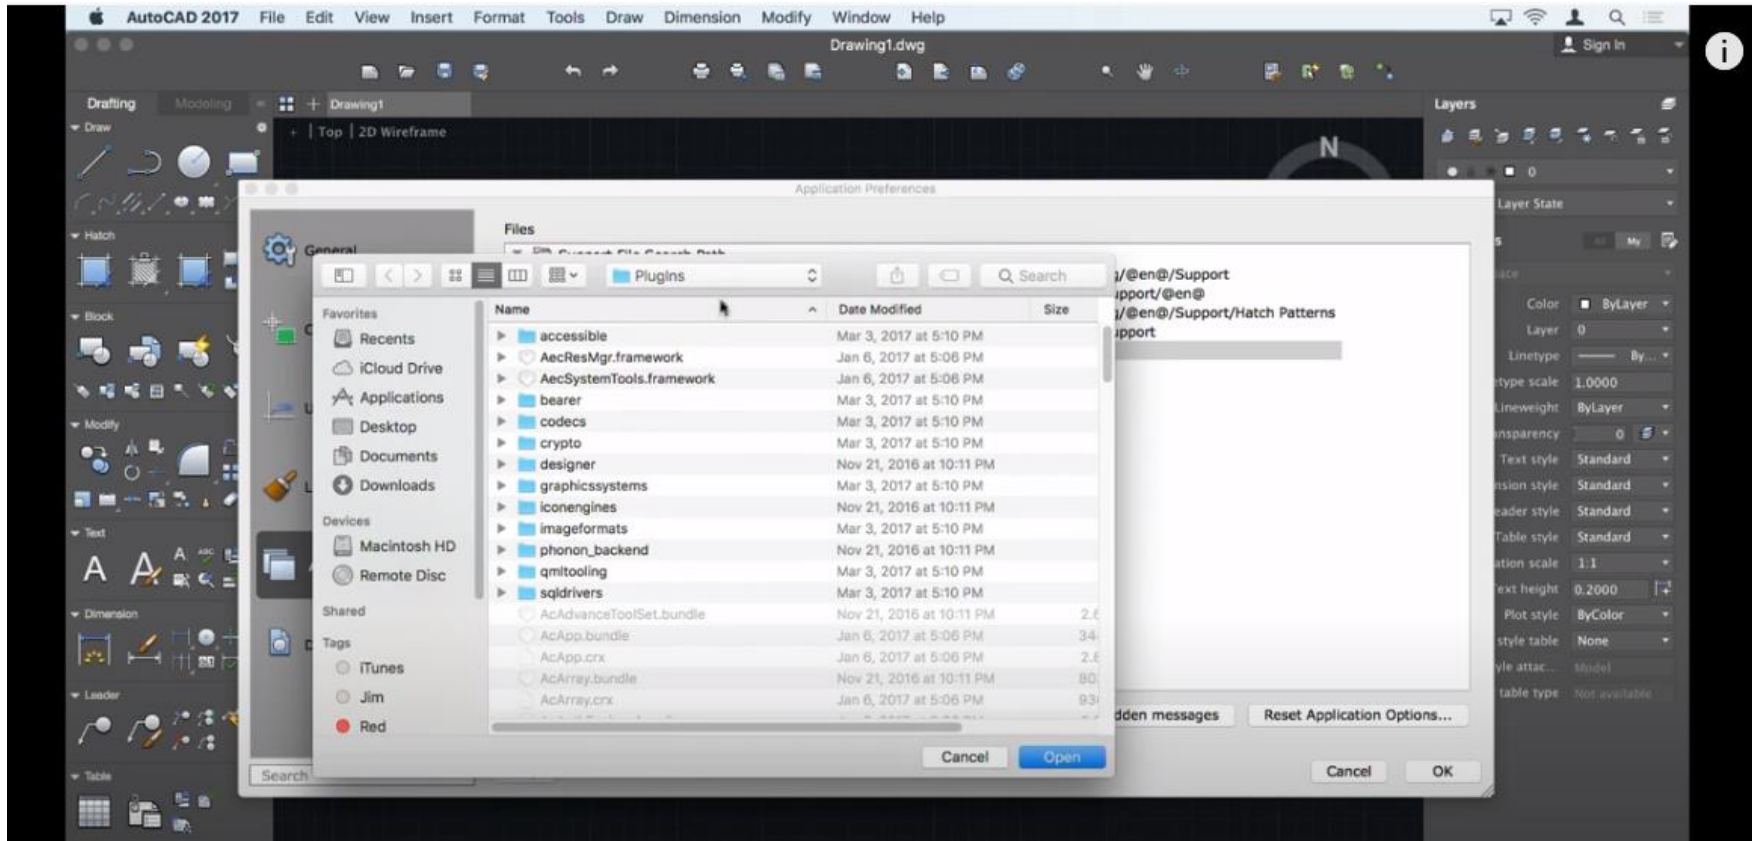 AutoCAD 2017 File Edit View Insert Format Tools Draw Dimension Modify Window Help
Drawing1.dwg
Sign In
i
Drafting Modeling
Drawing1
Layers
Draw
+ | Top | 2D Wireframe
N
0
Application Preferences
Layer State
Hatch
Files
General
Support File Search Path
My
PlugIns
Search
g/@en@/Support
upport/@en@
g/@en@/Support/Hatch Patterns
upport
Favorites
Name Date Modified Size
Color ByLayer
Block
Recents
accessible Mar 3, 2017 at 5:10 PM
Layer 0
AecResMgr.framework Jan 6, 2017 at 5:06 PM
Linetype By...
iCloud Drive
AecSystemTools.framework Jan 6, 2017 at 5:06 PM
etype scale 1.0000
Applications
bearer Mar 3, 2017 at 5:10 PM
Lineweight ByLayer
Modify
Desktop
codecs Mar 3, 2017 at 5:10 PM
ansparency 0
crypto Mar 3, 2017 at 5:10 PM
Documents
designer Nov 21, 2016 at 10:11 PM
Text style Standard
Downloads
graphicssystems Mar 3, 2017 at 5:10 PM
nsion style Standard
iconengines Nov 21, 2016 at 10:11 PM
eader style Standard
Devices
imageformats Mar 3, 2017 at 5:10 PM
Text
Table style Standard
Macintosh HD
phonon_backend Nov 21, 2016 at 10:11 PM
ation scale 1:1
Remote Disc
qmltooling Mar 3, 2017 at 5:10 PM
Text height 0.2000
sqldrivers Mar 3, 2017 at 5:10 PM
Shared
AcAdvanceToolSet.bundle Nov 21, 2016 at 10:11 PM
Dimension
Plot style ByColor
AcApp.bundle Jan 6, 2017 at 5:06 PM
Tags
style table None
AcApp.crx Jan 6, 2017 at 5:06 PM
iTunes
yle attac... Model
AcArray.bundle Nov 21, 2016 at 10:11 PM
Jim
table type Not available
Leader
AcArray.crx Jan 6, 2017 at 5:06 PM
Red
dden messages Reset Application Options...
Cancel Open
Table
Search
Cancel OK